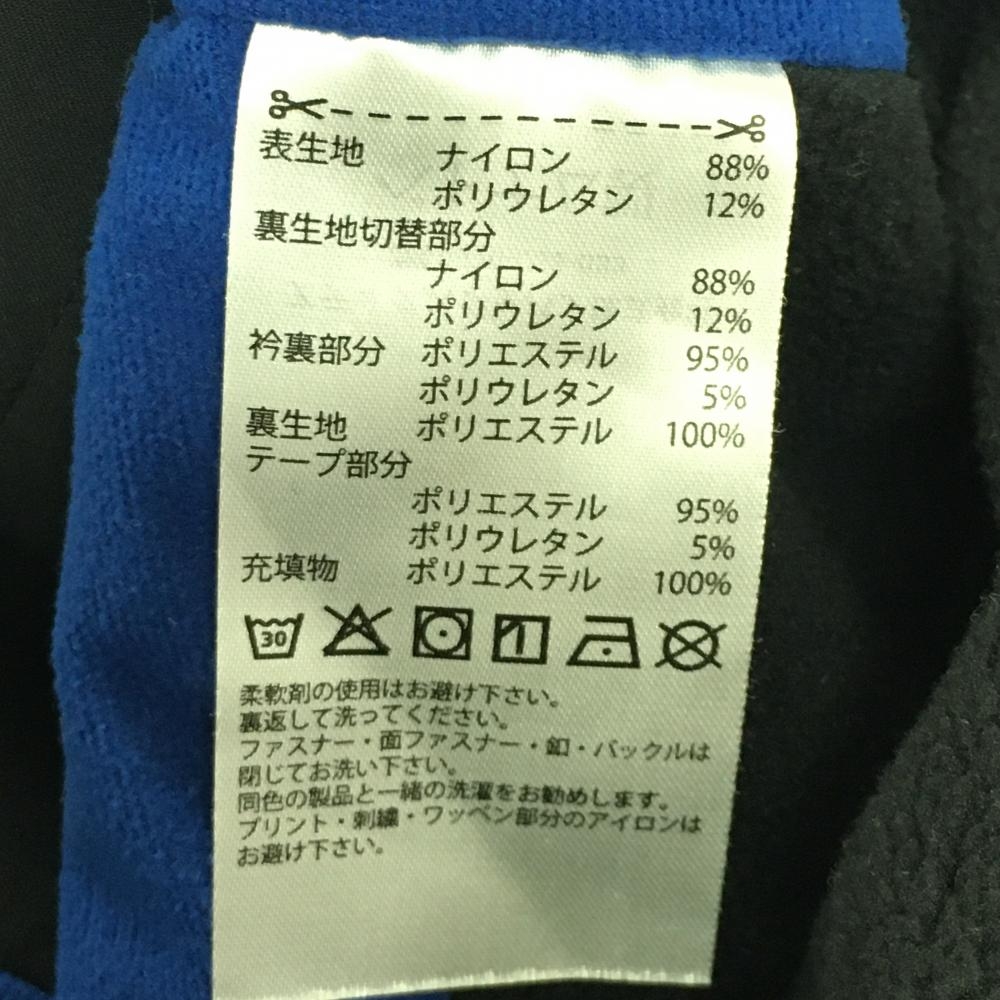 表生地 ナイロン 88%
ポリウレタン 12%
裏生地切替部分
ナイロン 88%
ポリウレタン 12%
衿裏部分 ポリエステル 95%
ポリウレタン 5%
裏生地 ポリエステル 100%
テープ部分
ポリエステル 95%
ポリウレタン 5%
充填物 ポリエステル 100%
30
柔軟剤の使用はお避け下さい。
裏返して洗ってください。
ファスナー・面ファスナー・釦・バックルは
閉じてお洗い下さい。
同色の製品と一緒の洗濯をお勧めします。
プリント・刺繍・ワッペン部分のアイロンは
お避け下さい。